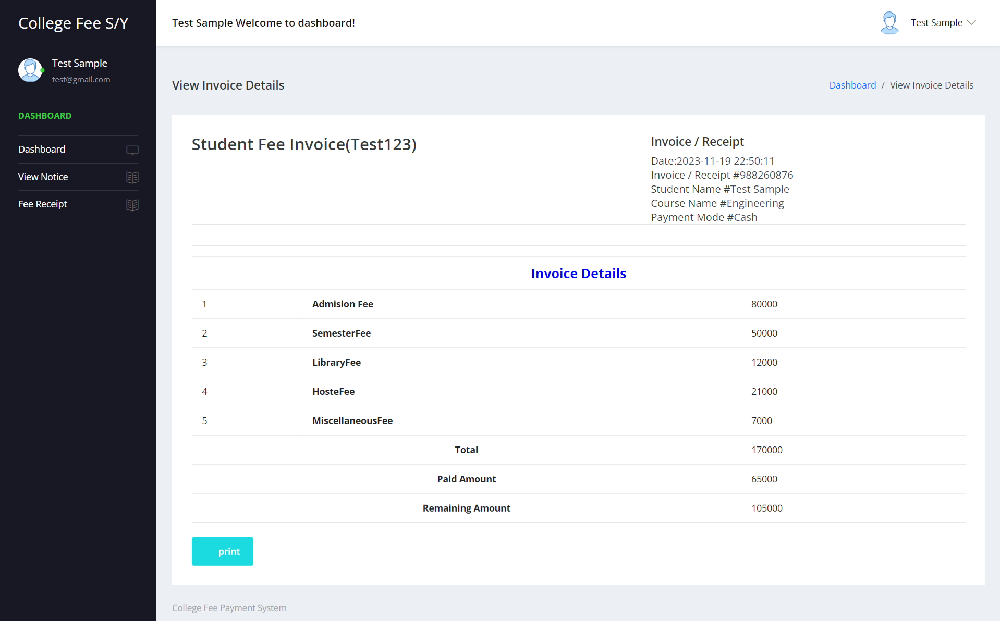 College Fee S/Y
Test Sample
test@gmail.com
DASHBOARD
Dashboard
View Notice
Fee Receipt
Test Sample Welcome to dashboard!
Test Sample
View Invoice Details
Dashboard / View Invoice Details
Student Fee Invoice(Test123)
Invoice / Receipt
Date:2023-11-19 22:50:11
Invoice / Receipt #988260876
Student Name #Test Sample
Course Name #Engineering
Payment Mode #Cash
Invoice Details
1 Admision Fee 80000
2 SemesterFee 50000
3 LibraryFee 12000
4 HosteFee 21000
5 MiscellaneousFee 7000
Total 170000
Paid Amount 65000
Remaining Amount 105000
print
College Fee Payment System